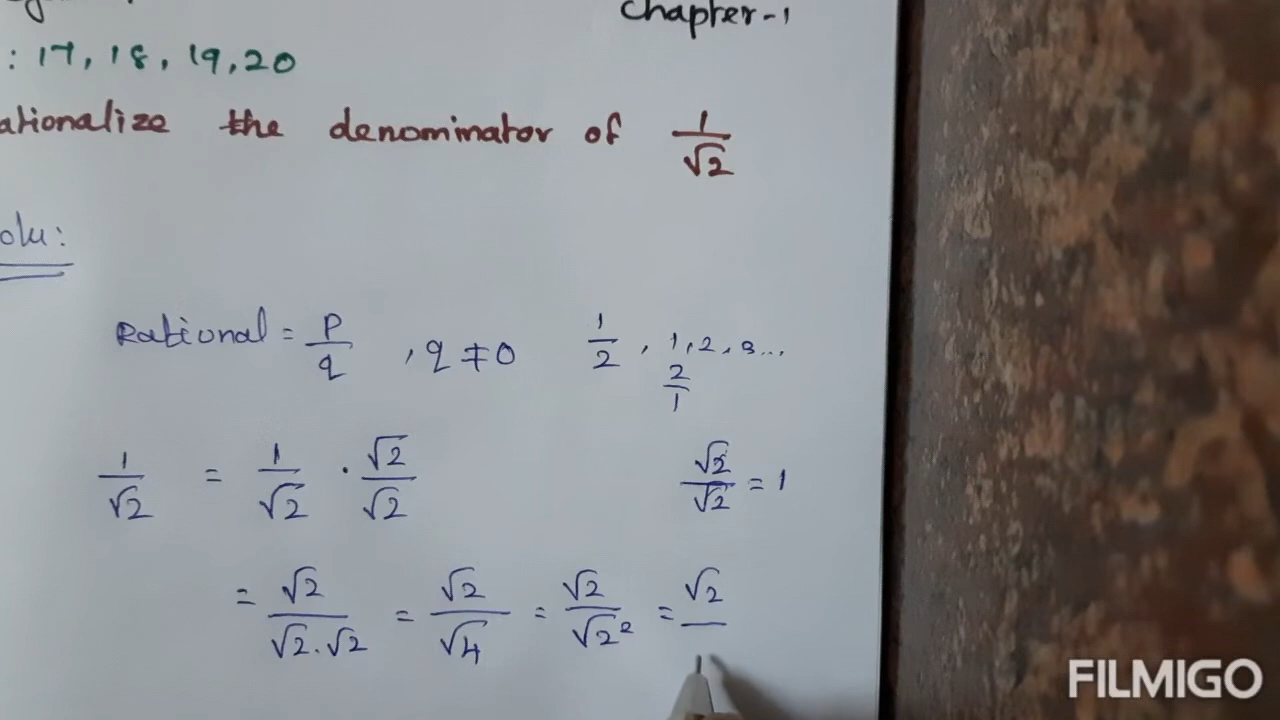 Chapter-1
: 17, 18, 19, 20
ationalize the denominator of 1/√2
olu:
Rational = p/q , q ≠ 0 1/2 , 1, 2, 3... 2/1
1/√2 = 1/√2 . √2/√2 √2/√2 = 1
= √2/√2.√2 = √2/√4 = √2/√2² = √2/
FILMIGO